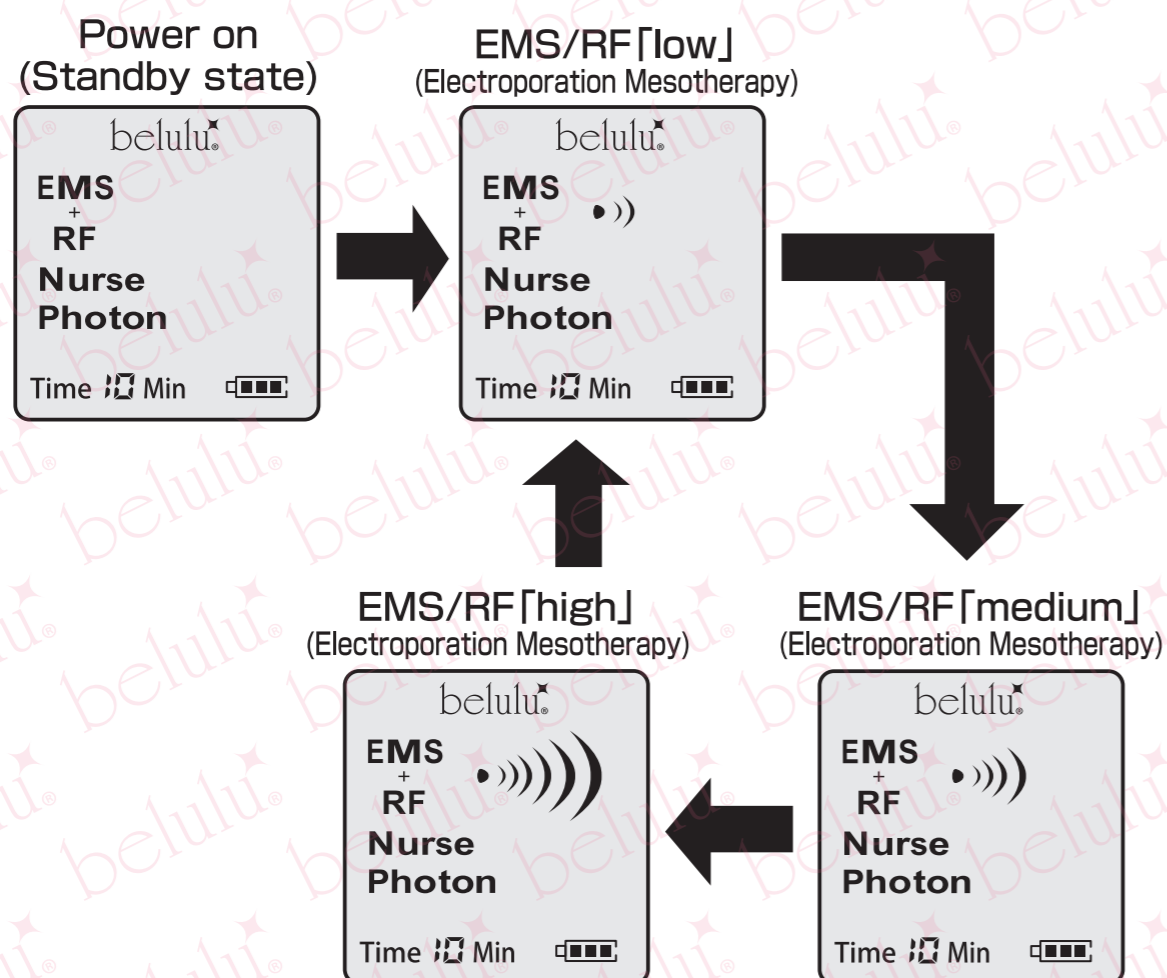 Power on
(Standby state)
belulu®
EMS
+
RF
Nurse
Photon
Time 10 Min
EMS/RF「low」
(Electroporation Mesotherapy)
belulu®
EMS
+
RF
Nurse
Photon
Time 10 Min
EMS/RF「high」
(Electroporation Mesotherapy)
belulu®
EMS
+
RF
Nurse
Photon
Time 10 Min
EMS/RF「medium」
(Electroporation Mesotherapy)
belulu®
EMS
+
RF
Nurse
Photon
Time 10 Min